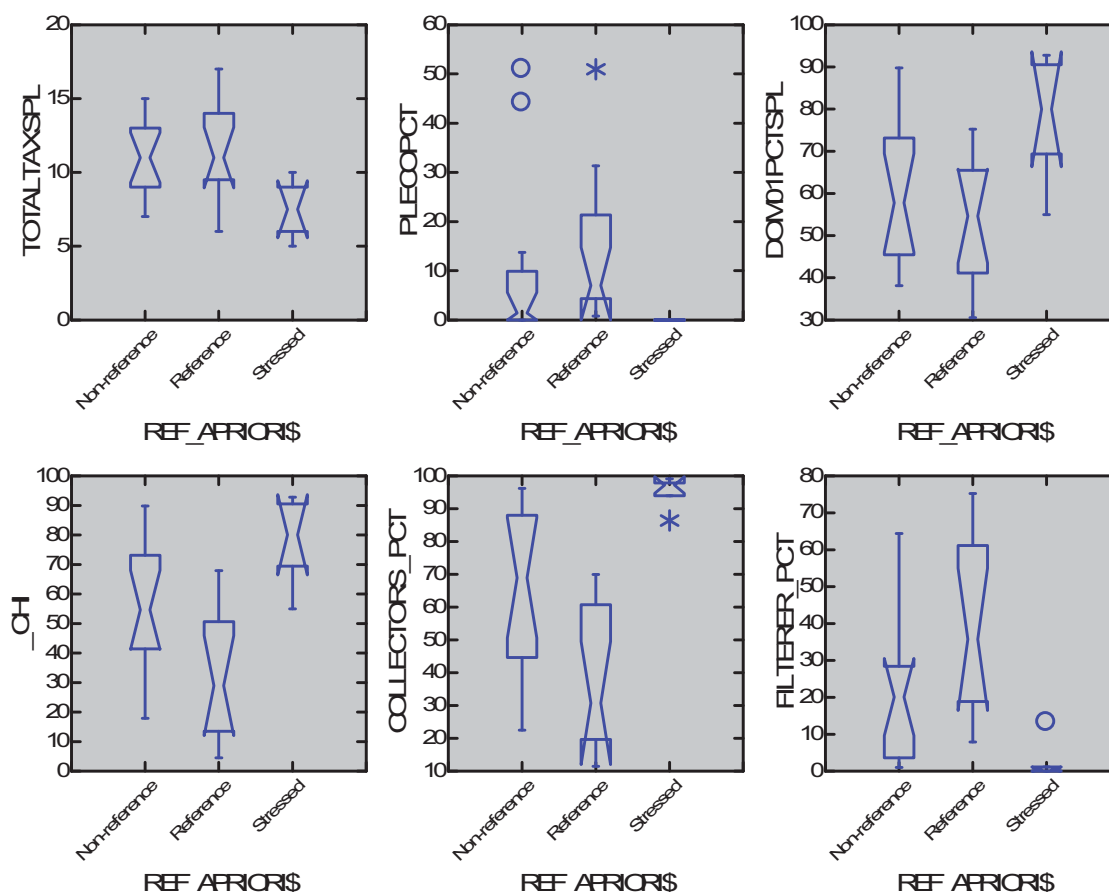 TOTALTAXSPL
20
15
10
5
0
Non-reference
Reference
Stressed
REF_APRIORI$
PLECOPCT
60
50
40
30
20
10
0
Non-reference
Reference
Stressed
REF_APRIORI$
DOM01PCTSPL
100
90
80
70
60
50
40
30
Non-reference
Reference
Stressed
REF_APRIORI$
_CHI
100
90
80
70
60
50
40
30
20
10
0
Non-reference
Reference
Stressed
REF_APRIORI$
COLLECTORS_PCT
100
90
80
70
60
50
40
30
20
10
Non-reference
Reference
Stressed
REF_APRIORI$
FILTERER_PCT
80
70
60
50
40
30
20
10
0
Non-reference
Reference
Stressed
REF_APRIORI$